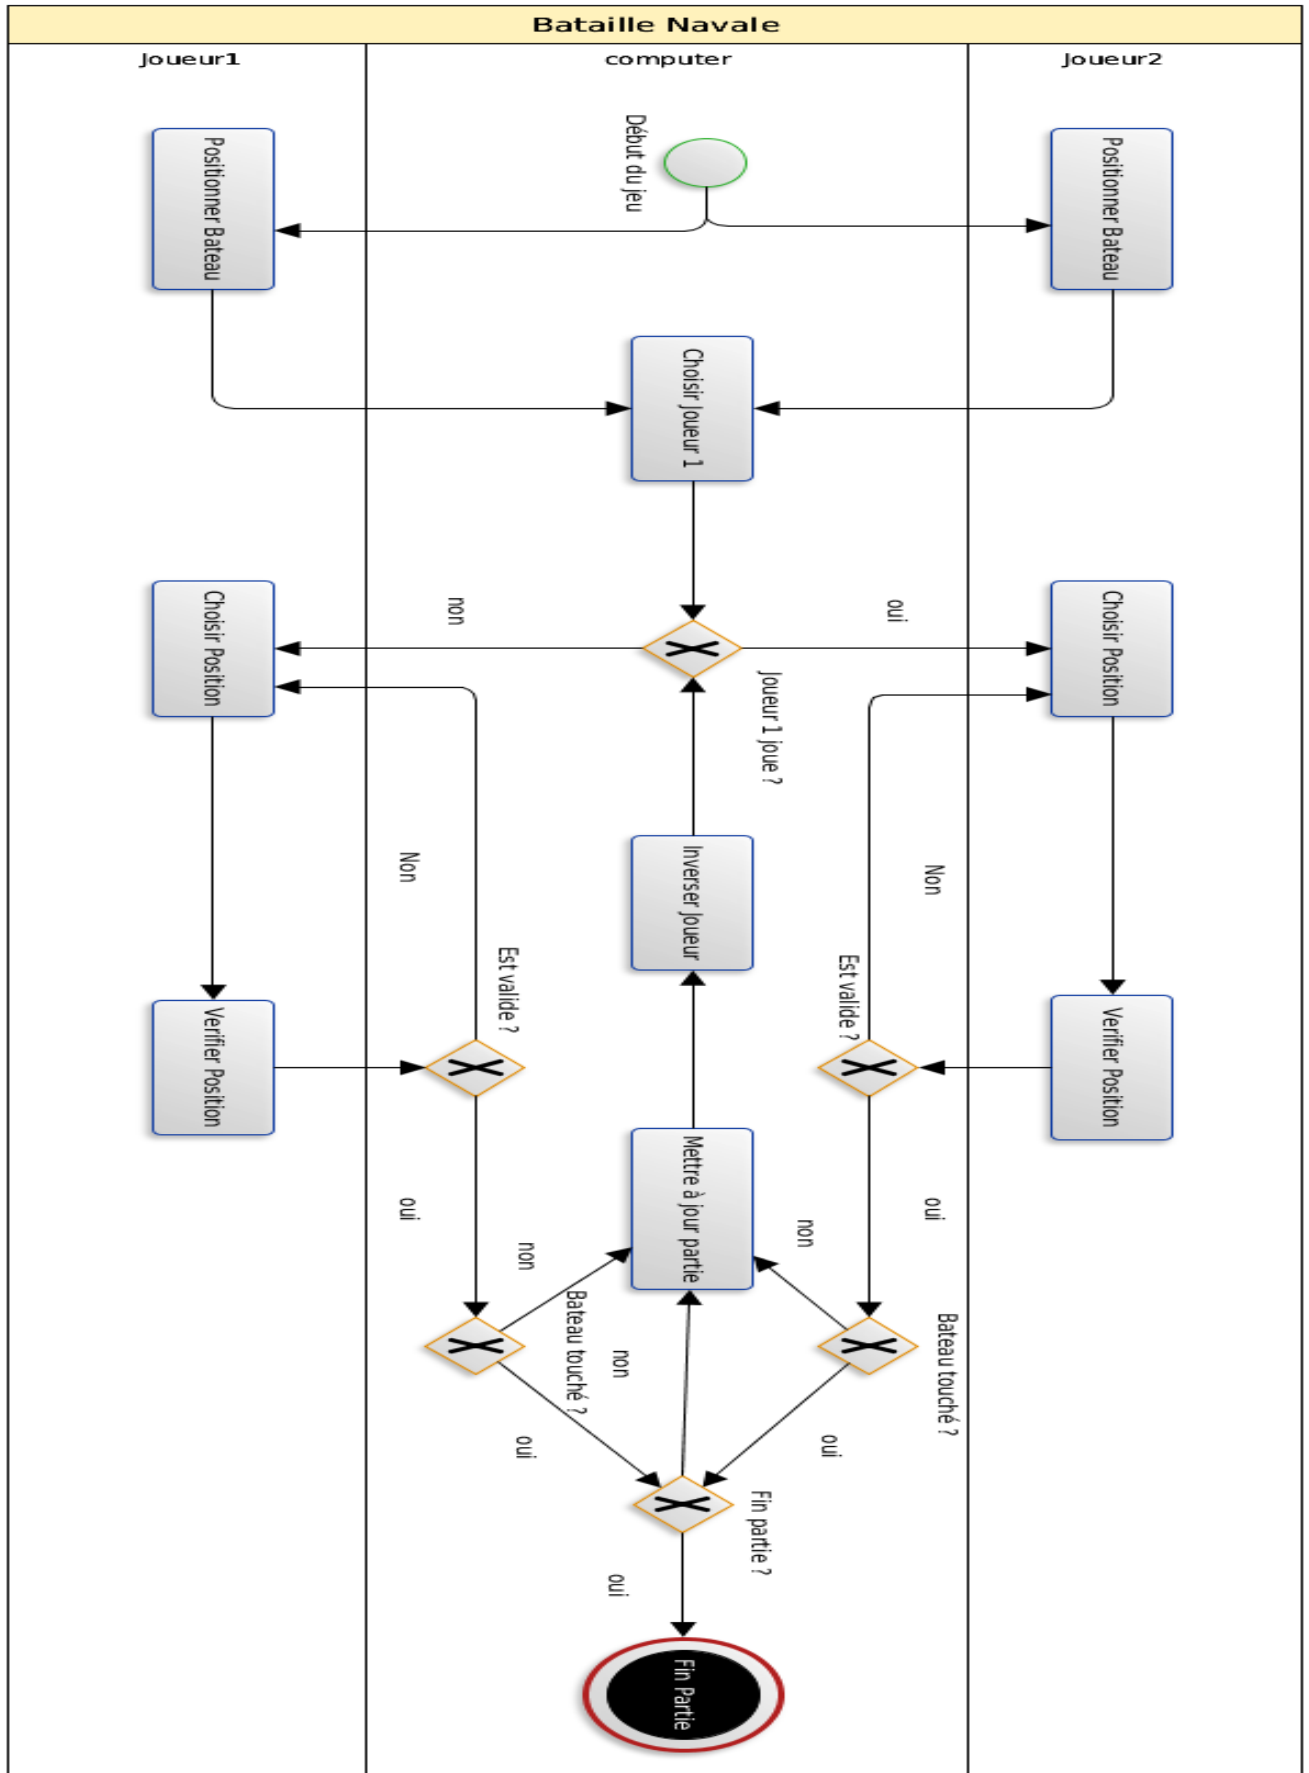 Bataille Navale
Joueur1
computer
Joueur2
Début du jeu
Positionner Bateau
Positionner Bateau
Choisir Joueur 1
non
oui
Choisir Position
Choisir Position
Joueur 1 joue ?
Inverser Joueur
Non
Non
Est valide ?
Est valide ?
Verifier Position
Verifier Position
Mettre à jour partie
oui
oui
non
non
Bateau touché ?
Bateau touché ?
non
oui
oui
Fin partie ?
oui
Fin Partie